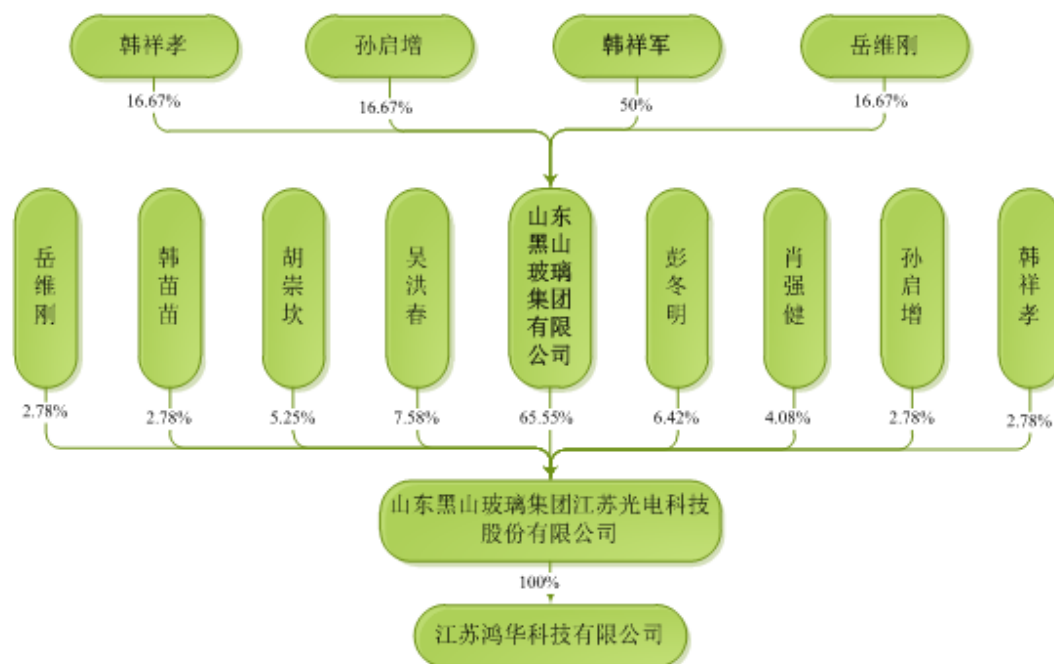 韩祥孝
孙启增
韩祥军
岳维刚
16.67%
16.67%
50%
16.67%
岳维刚
韩苗苗
胡崇坎
吴洪春
山东
黑山
玻璃
集团
有限
公司
彭冬明
肖强健
孙启增
韩祥孝
2.78%
2.78%
5.25%
7.58%
65.55%
6.42%
4.08%
2.78%
2.78%
山东黑山玻璃集团江苏光电科技
股份有限公司
100%
江苏鸿华科技有限公司